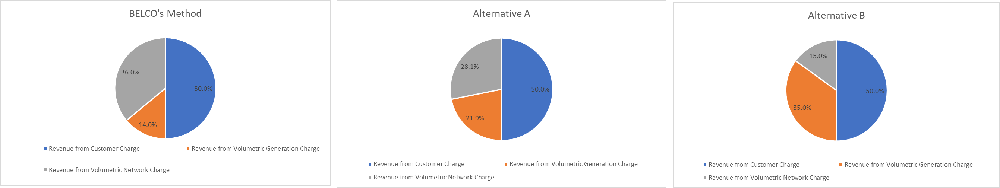 BELCO's Method
36.0%
50.0%
14.0%
Revenue from Customer Charge
Revenue from Volumetric Generation Charge
Revenue from Volumetric Network Charge
Alternative A
28.1%
50.0%
21.9%
Revenue from Customer Charge
Revenue from Volumetric Generation Charge
Revenue from Volumetric Network Charge
Alternative B
15.0%
50.0%
35.0%
Revenue from Customer Charge
Revenue from Volumetric Generation Charge
Revenue from Volumetric Network Charge